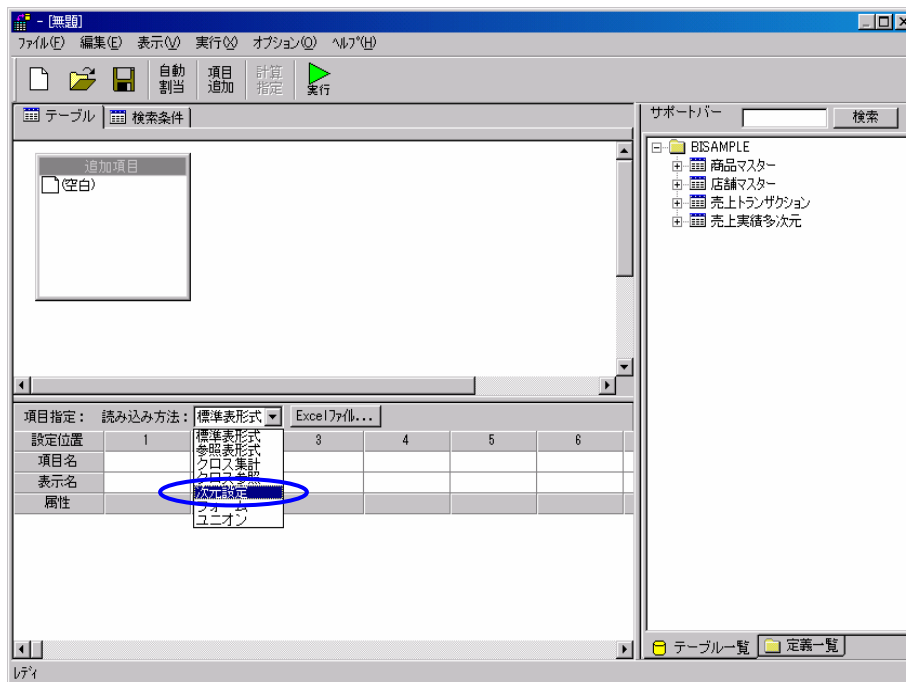 - [無題]
ﾌｧｲﾙ(F) 編集(E) 表示(V) 実行(X) オプション(O) ﾍﾙﾌﾟ(H)
自動割当 項目追加 計算指定 実行
テーブル 検索条件
追加項目
(空白)
項目指定： 読み込み方法： 標準表形式 Excelﾌｧｲﾙ...
設定位置 1 3 4 5 6
項目名
表示名
属性
標準表形式
参照表形式
クロス集計
クロス参照
次元設定
フォーム
ユニオン
サポートバー 検索
BISAMPLE
商品マスター
店舗マスター
売上トランザクション
売上実績多次元
テーブル一覧 定義一覧
ﾚﾃﾞｨ